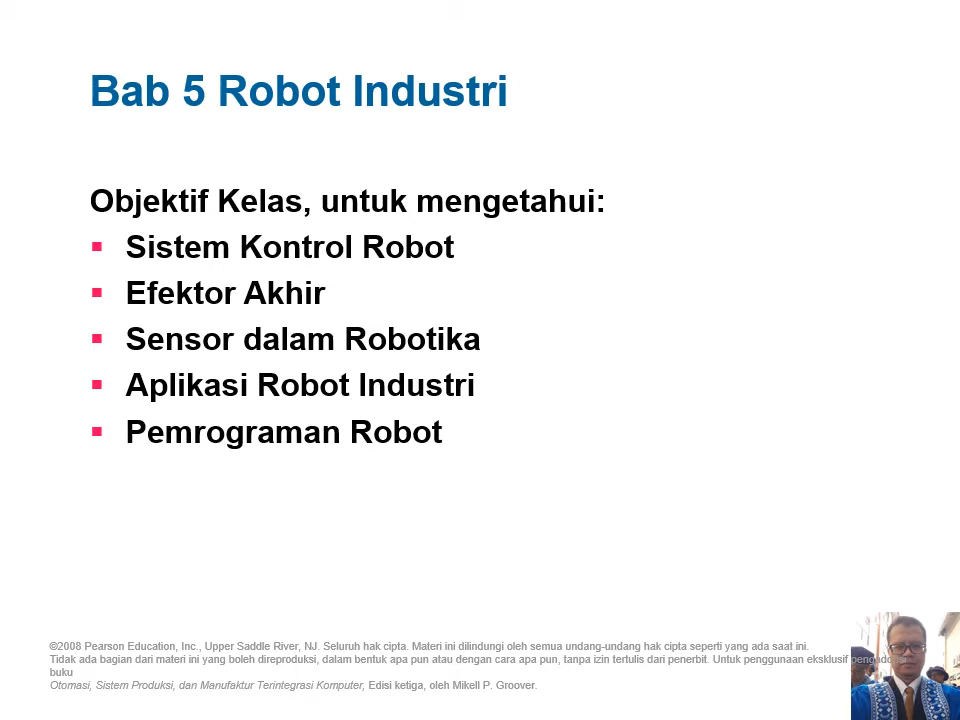 Bab 5 Robot Industri
Objektif Kelas, untuk mengetahui:
Sistem Kontrol Robot
Efektor Akhir
Sensor dalam Robotika
Aplikasi Robot Industri
Pemrograman Robot
©2008 Pearson Education, Inc., Upper Saddle River, NJ. Seluruh hak cipta. Materi ini dilindungi oleh semua undang-undang hak cipta seperti yang ada saat ini.
Tidak ada bagian dari materi ini yang boleh direproduksi, dalam bentuk apa pun atau dengan cara apa pun, tanpa izin tertulis dari penerbit. Untuk penggunaan eksklusif
buku
Otomasi, Sistem Produksi, dan Manufaktur Terintegrasi Komputer, Edisi ketiga, oleh Mikell P. Groover.